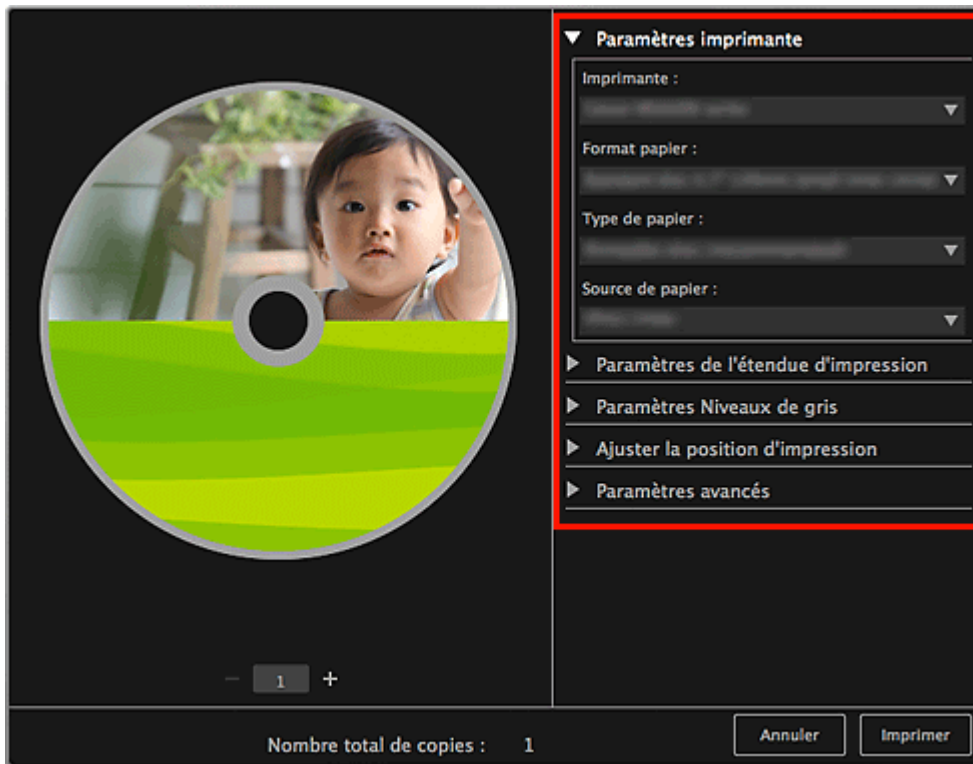 Paramètres imprimante
Imprimante :
Format papier :
Type de papier :
Source de papier :
Paramètres de l'étendue d'impression
Paramètres Niveaux de gris
Ajuster la position d'impression
Paramètres avancés
1
Nombre total de copies : 1
Annuler
Imprimer